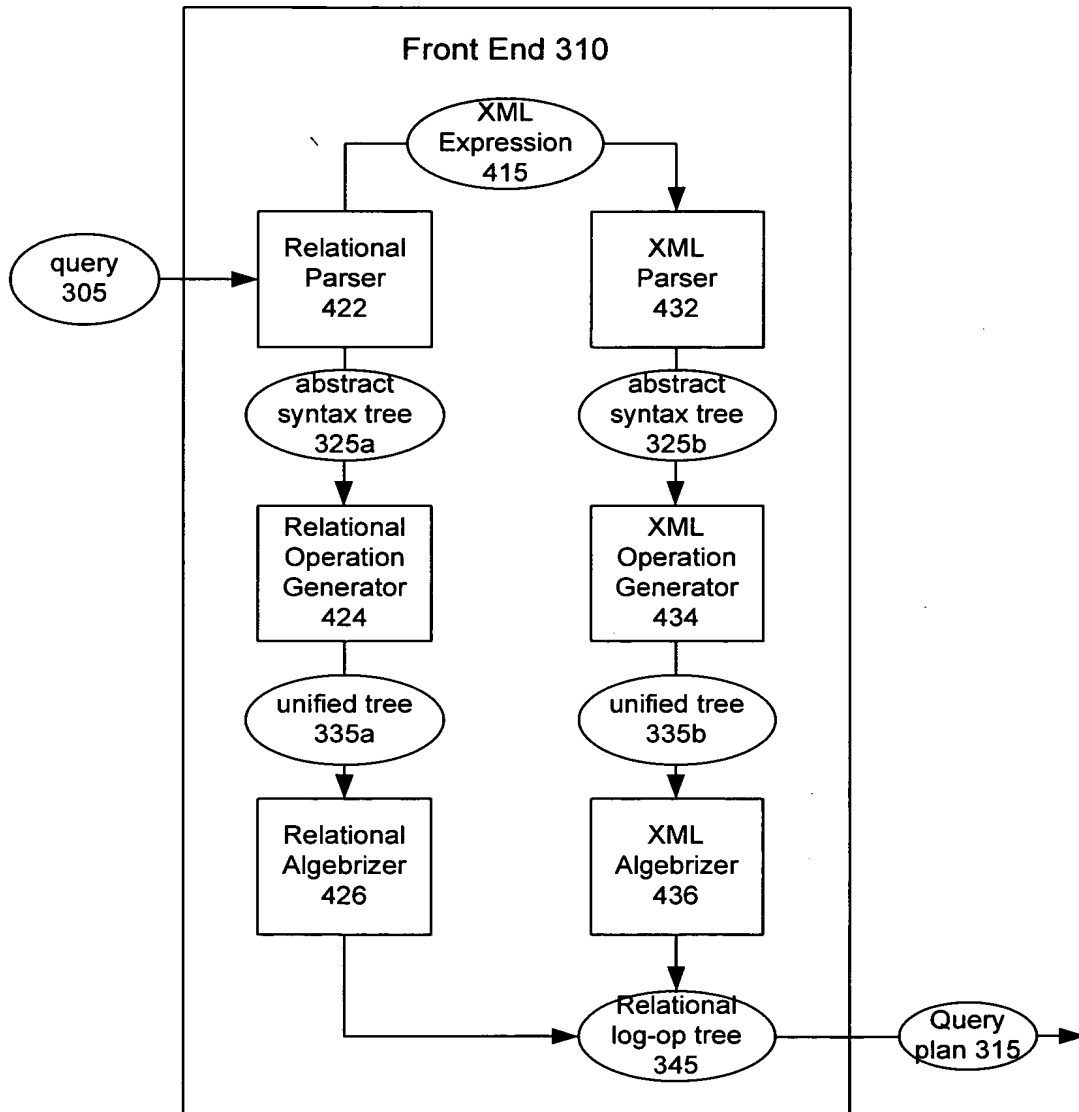 Front End 310
XML
Expression
415
query
305
Relational
Parser
422
XML
Parser
432
abstract
syntax tree
325a
abstract
syntax tree
325b
Relational
Operation
Generator
424
XML
Operation
Generator
434
unified tree
335a
unified tree
335b
Relational
Algebrizer
426
XML
Algebrizer
436
Relational
log-op tree
345
Query
plan 315